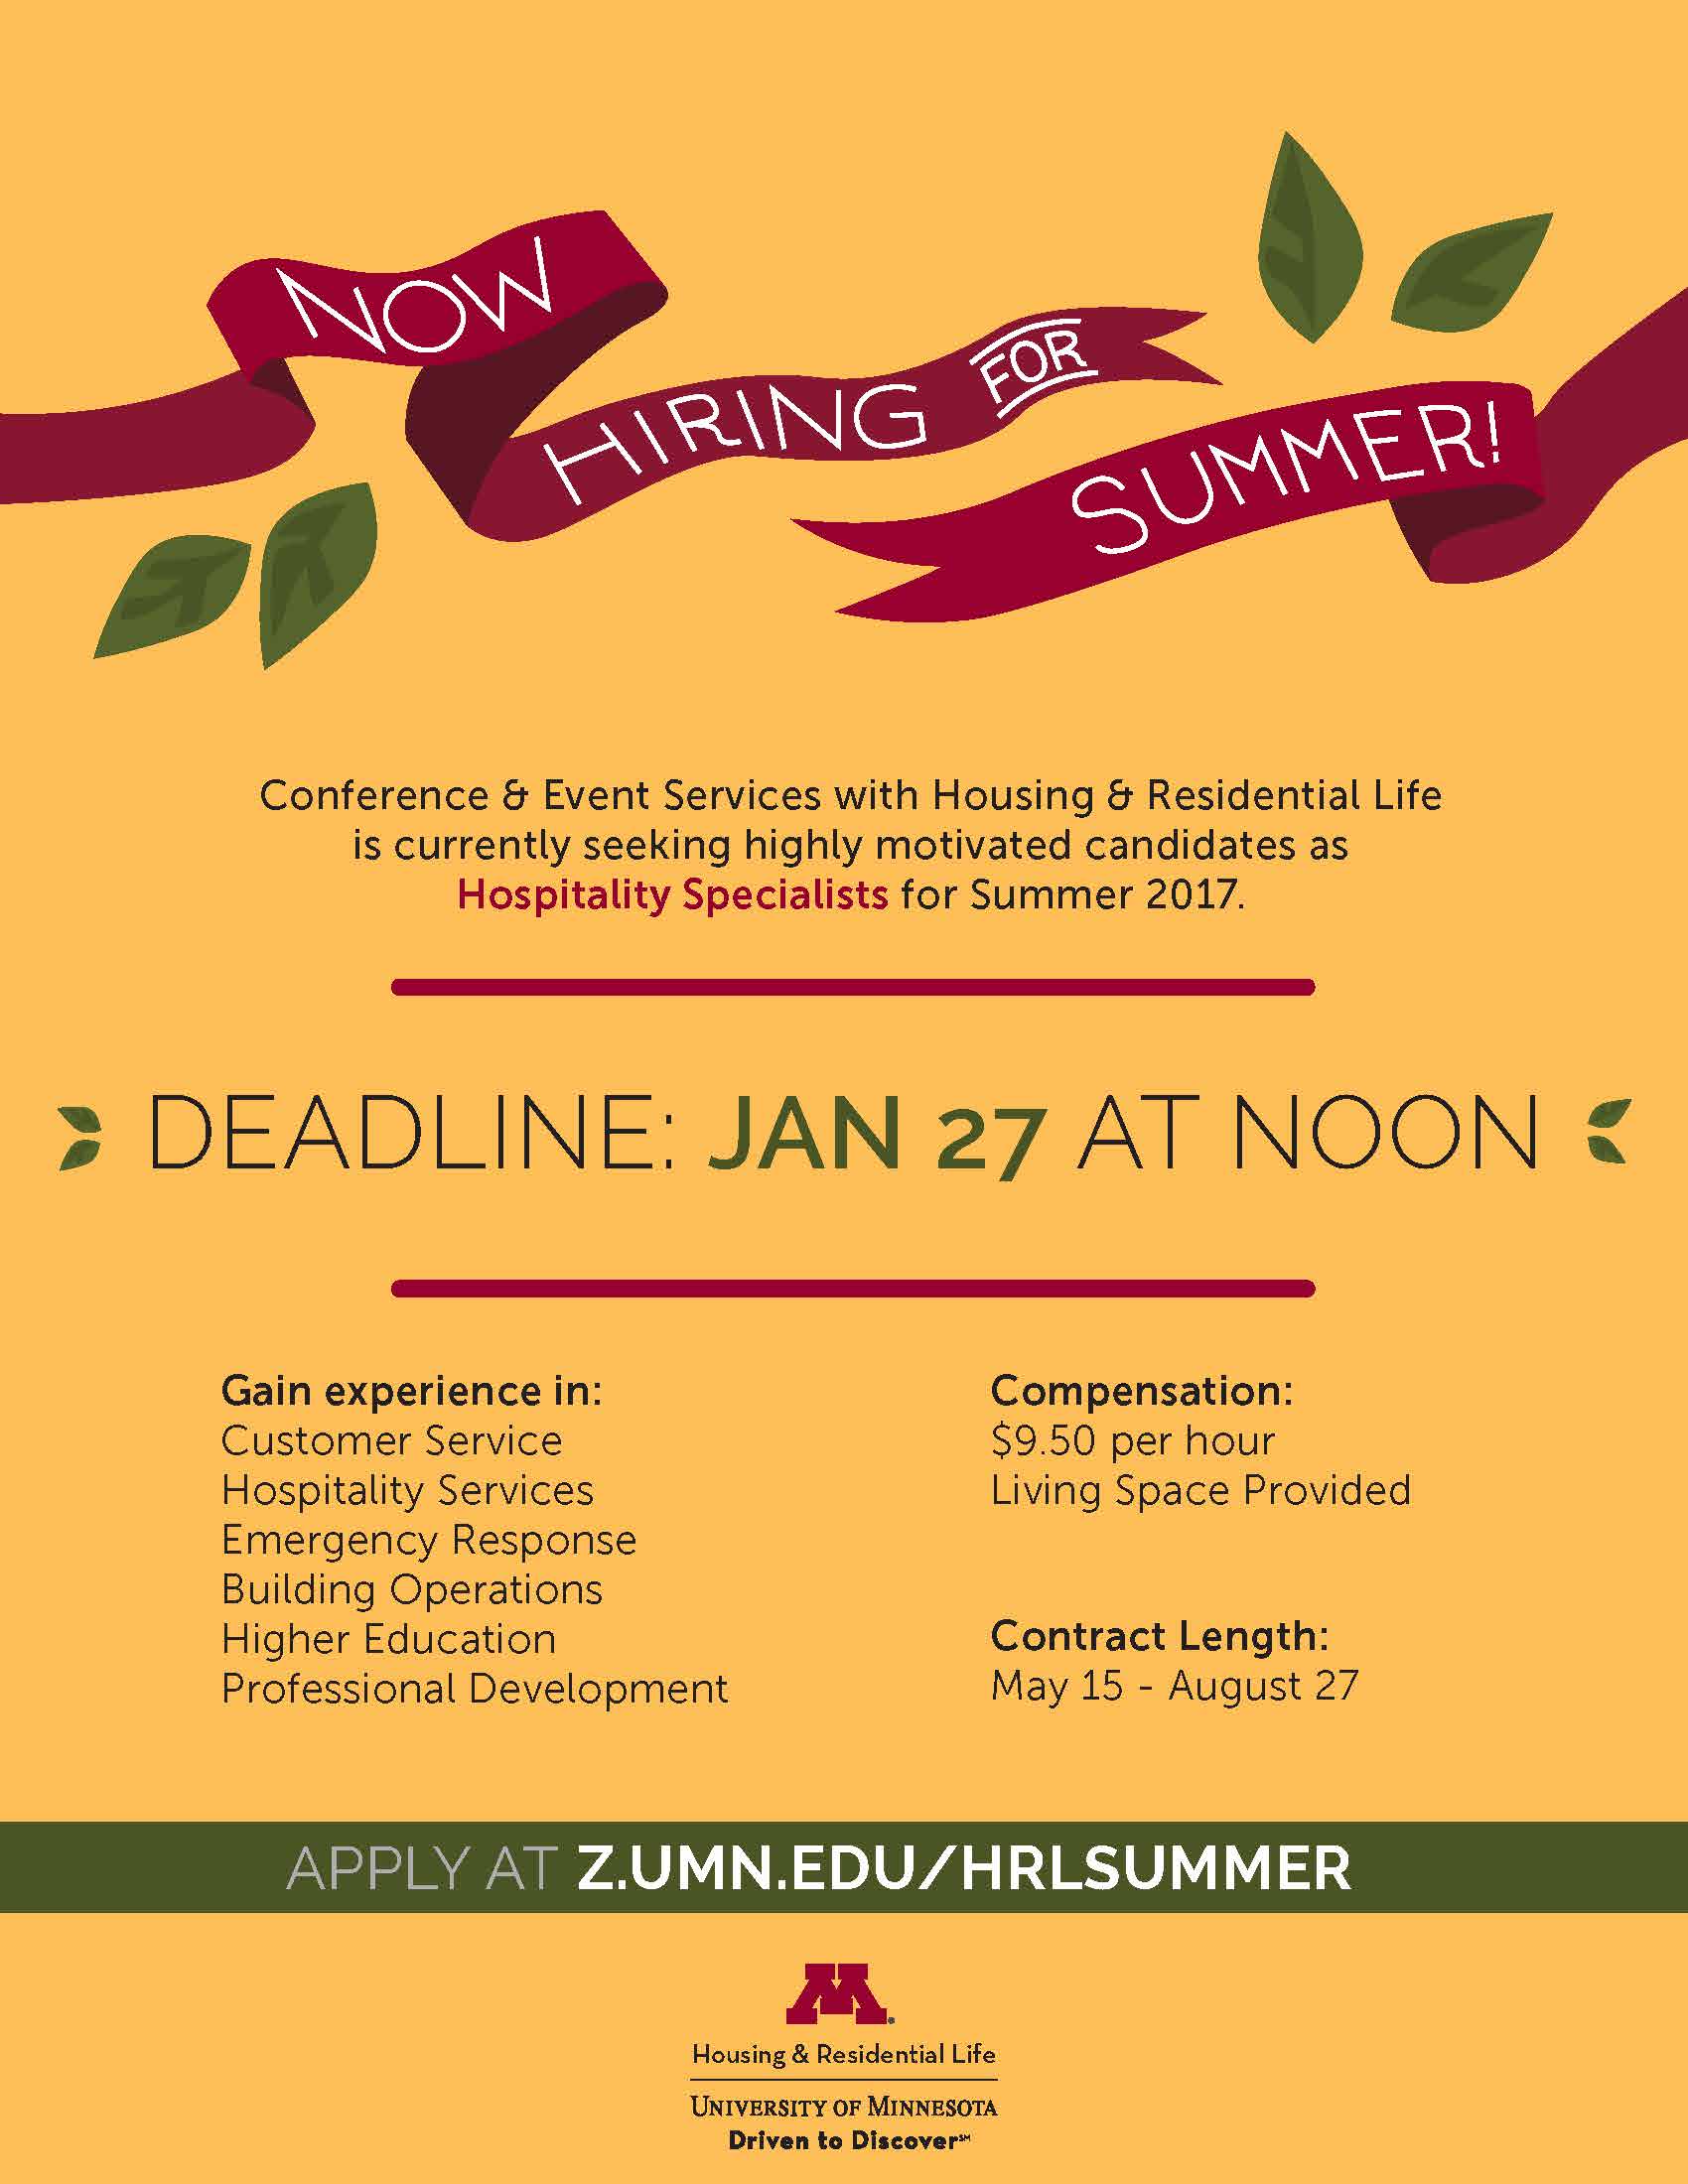 NOW
HIRING FOR
SUMMER!
Conference & Event Services with Housing & Residential Life
is currently seeking highly motivated candidates as
Hospitality Specialists for Summer 2017.
DEADLINE: JAN 27 AT NOON
Gain experience in:
Customer Service
Hospitality Services
Emergency Response
Building Operations
Higher Education
Professional Development
Compensation:
$9.50 per hour
Living Space Provided
Contract Length:
May 15 - August 27
APPLY AT Z.UMN.EDU/HRLSUMMER
M
Housing & Residential Life
UNIVERSITY OF MINNESOTA
Driven to Discover℠